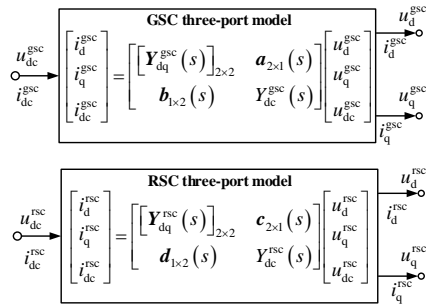 GSC three-port model
u_dc^gsc
i_dc^gsc
[i_d^gsc i_q^gsc i_dc^gsc] = [[Y_dq^gsc(s)]_2×2 a_2×1(s) b_1×2(s) Y_dc^gsc(s)] [u_d^gsc u_q^gsc u_dc^gsc]
u_d^gsc
i_d^gsc
u_q^gsc
i_q^gsc
RSC three-port model
u_dc^rsc
i_dc^rsc
[i_d^rsc i_q^rsc i_dc^rsc] = [[Y_dq^rsc(s)]_2×2 c_2×1(s) d_1×2(s) Y_dc^rsc(s)] [u_d^rsc u_q^rsc u_dc^rsc]
u_d^rsc
i_d^rsc
u_q^rsc
i_q^rsc